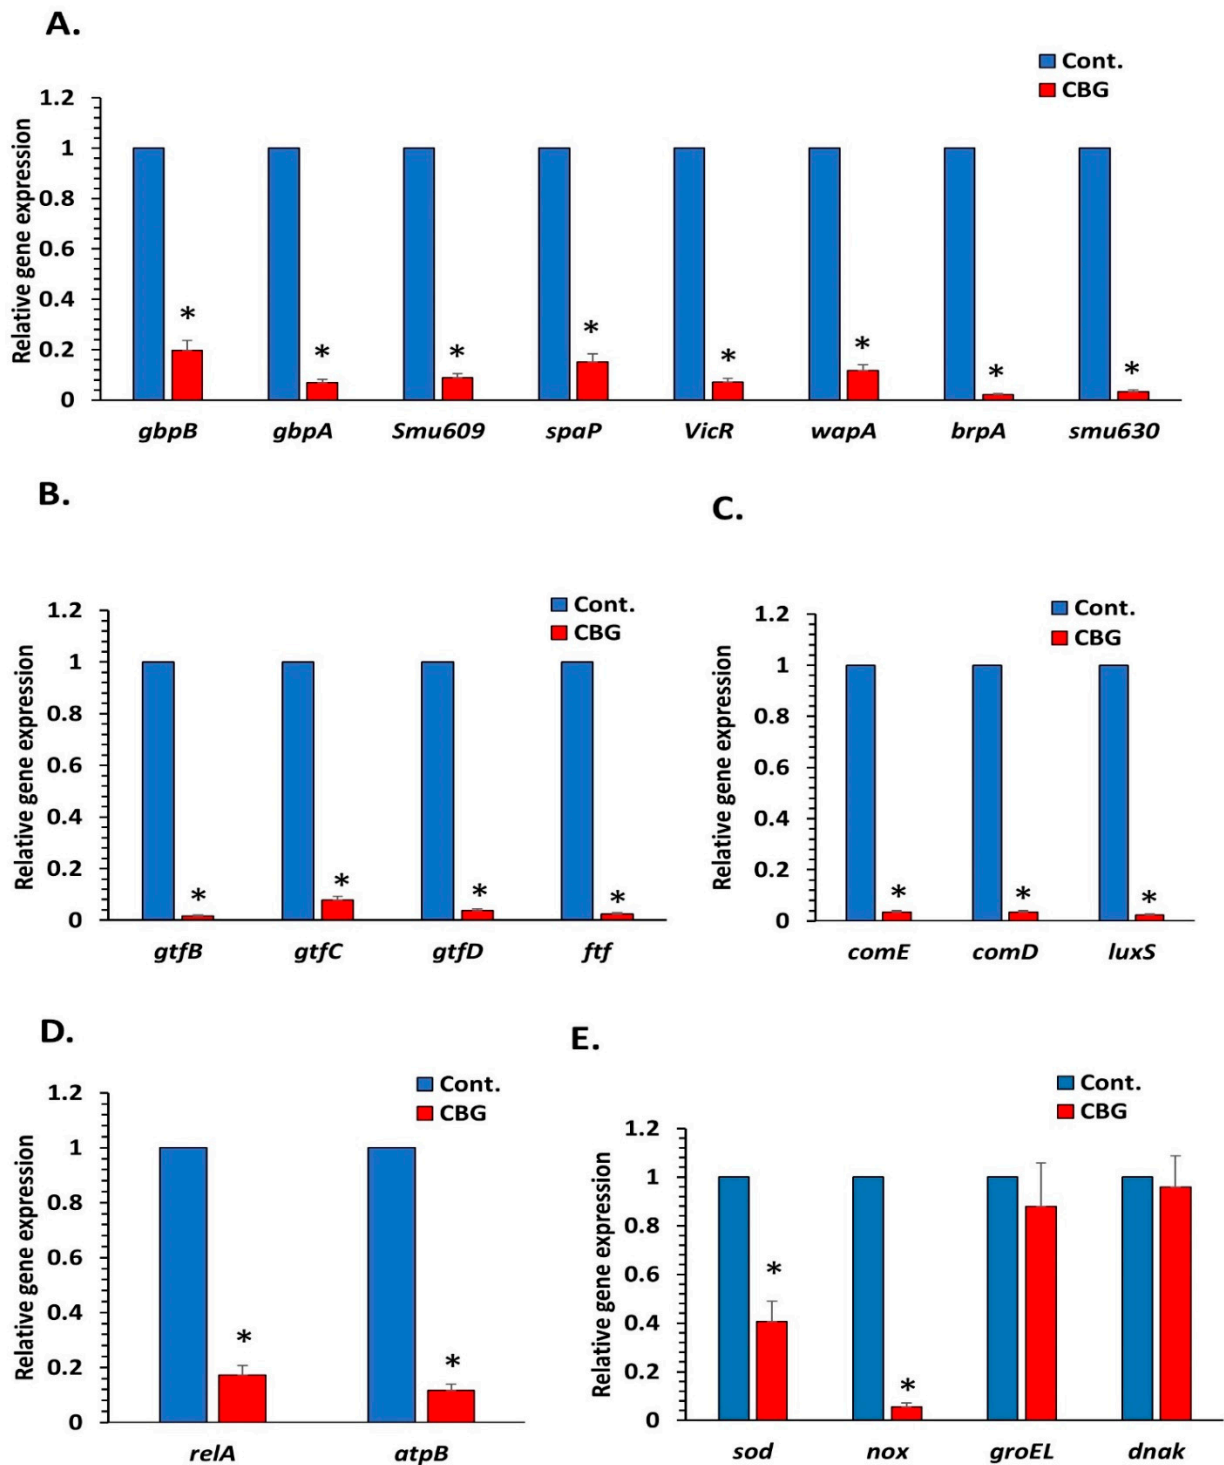 A.
Cont.
CBG
Relative gene expression
1.2
1
0.8
0.6
0.4
0.2
0
* * * * * * * *
gbpB gbpA Smu609 spaP VicR wapA brpA smu630
B.
Cont.
CBG
Relative gene expression
1.2
1
0.8
0.6
0.4
0.2
0
* * * *
gtfB gtfC gtfD ftf
C.
Cont.
CBG
Relative gene expression
1.2
1
0.8
0.6
0.4
0.2
0
* * *
comE comD luxS
D.
Cont.
CBG
Relative gene expression
1.2
1
0.8
0.6
0.4
0.2
0
* *
relA atpB
E.
Cont.
CBG
Relative gene expression
1.2
1
0.8
0.6
0.4
0.2
0
* *
sod nox groEL dnak